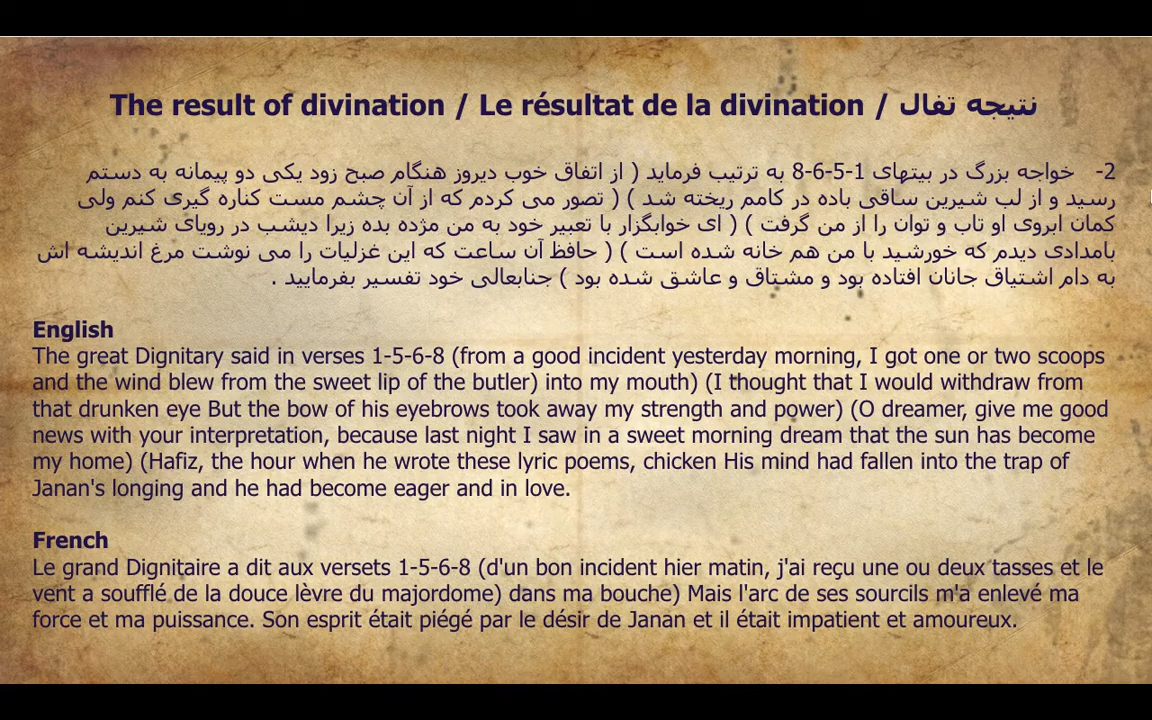 The result of divination / Le résultat de la divination / نتیجه تفال
2- خواجه بزرگ در بیتهای 1-5-6-8 به ترتیب فرماید ( از اتفاق خوب دیروز هنگام صبح زود یکی دو پیمانه به دستم
رسید و از لب شیرین ساقی باده در کامم ریخته شد ) ( تصور می کردم که از آن چشم مست کناره گیری کنم ولی
کمان ابروی او تاب و توان را از من گرفت ) ( ای خوابگزار با تعبیر خود به من مژده بده زیرا دیشب در رویای شیرین
بامدادی دیدم که خورشید با من هم خانه شده است ) ( حافظ آن ساعت که این غزلیات را می نوشت مرغ اندیشه اش
به دام اشتیاق جانان افتاده بود و مشتاق و عاشق شده بود ) جنابعالی خود تفسیر بفرمایید .
English
The great Dignitary said in verses 1-5-6-8 (from a good incident yesterday morning, I got one or two scoops
and the wind blew from the sweet lip of the butler) into my mouth) (I thought that I would withdraw from
that drunken eye But the bow of his eyebrows took away my strength and power) (O dreamer, give me good
news with your interpretation, because last night I saw in a sweet morning dream that the sun has become
my home) (Hafiz, the hour when he wrote these lyric poems, chicken His mind had fallen into the trap of
Janan's longing and he had become eager and in love.
French
Le grand Dignitaire a dit aux versets 1-5-6-8 (d'un bon incident hier matin, j'ai reçu une ou deux tasses et le
vent a soufflé de la douce lèvre du majordome) dans ma bouche) Mais l'arc de ses sourcils m'a enlevé ma
force et ma puissance. Son esprit était piégé par le désir de Janan et il était impatient et amoureux.